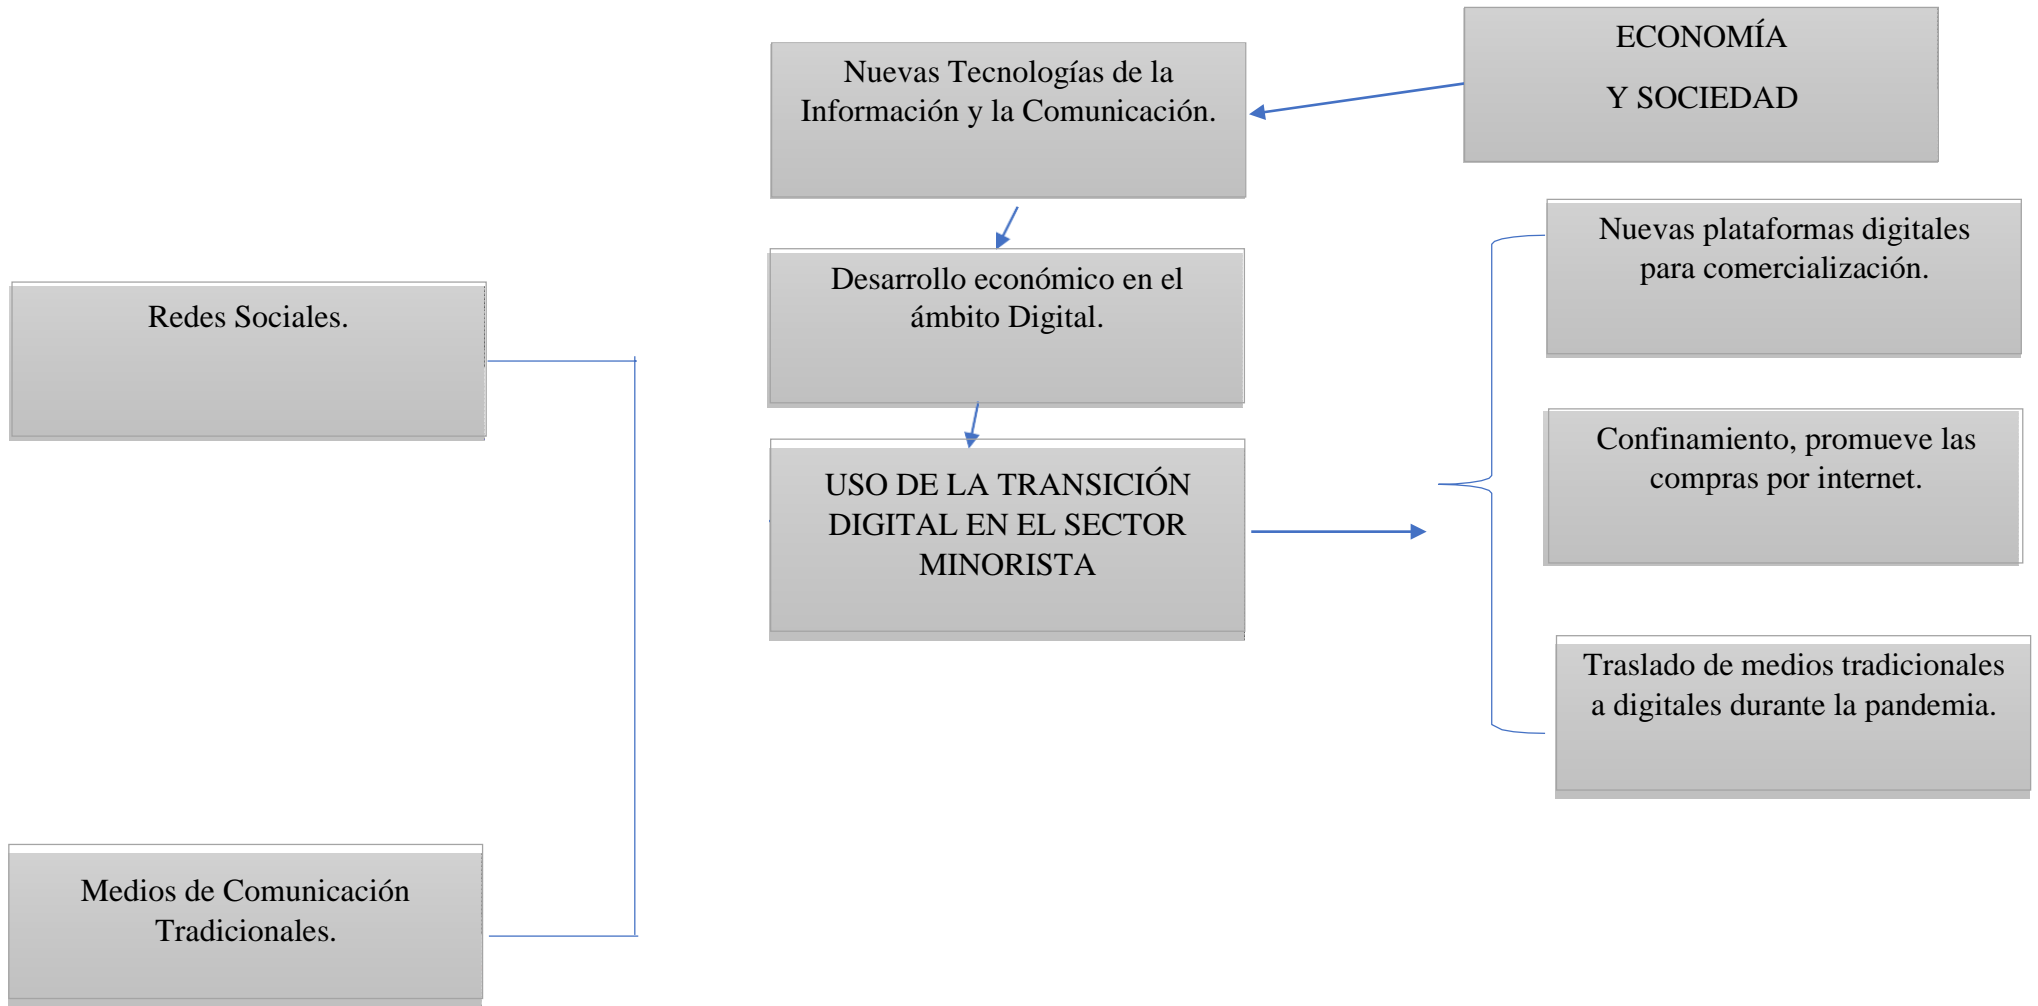 ECONOMÍA
Y SOCIEDAD
Nuevas Tecnologías de la
Información y la Comunicación.
Nuevas plataformas digitales
para comercialización.
Desarrollo económico en el
ámbito Digital.
Redes Sociales.
Confinamiento, promueve las
compras por internet.
USO DE LA TRANSICIÓN
DIGITAL EN EL SECTOR
MINORISTA
Traslado de medios tradicionales
a digitales durante la pandemia.
Medios de Comunicación
Tradicionales.